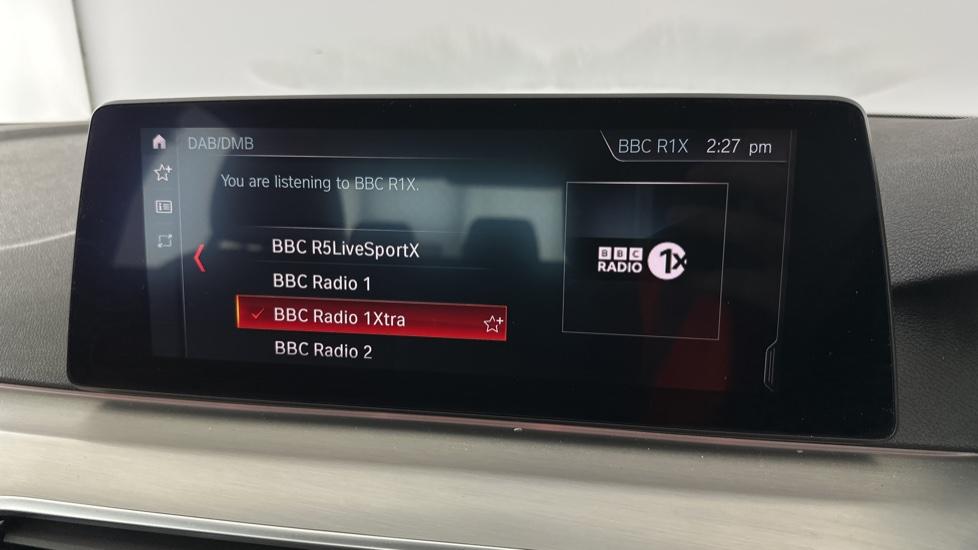 DAB/DMB
BBC R1X 2:27 pm
You are listening to BBC R1X.
BBC R5LiveSportX
BBC Radio 1
BBC Radio 1Xtra
BBC Radio 2
BBC
RADIO 1X